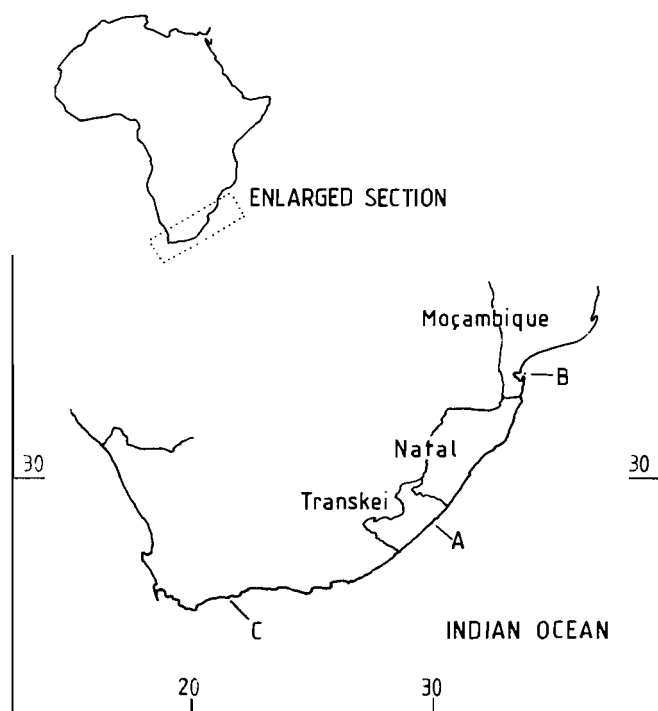 ENLARGED SECTION
Moçambique
B
Natal
30
30
Transkei
A
C
INDIAN OCEAN
20
30